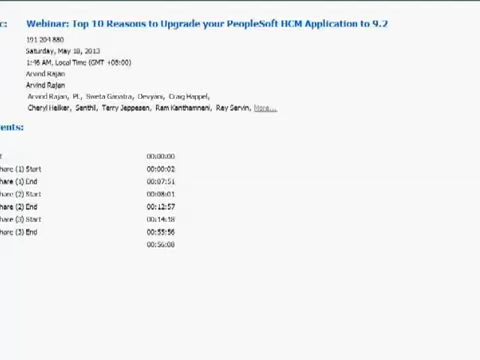 c: Webinar: Top 10 Reasons to Upgrade your PeopleSoft HCM Application to 9.2
191 204 880
Saturday, May 18, 2013
1:46 AM, Local Time (GMT +08:00)
Arvind Rajan
Arvind Rajan
Arvind Rajan, PL, Sweta Ganatra, Devyani, Craig Happel,
Cheryl Heiker, Senthil, Terry Jeppesen, Ram Kanthamneni, Ray Servin, More...
ents:
t 00:00:00
hare (1) Start 00:00:02
hare (1) End 00:07:51
hare (2) Start 00:08:01
hare (2) End 00:12:57
hare (3) Start 00:14:18
hare (3) End 00:55:56
00:56:08